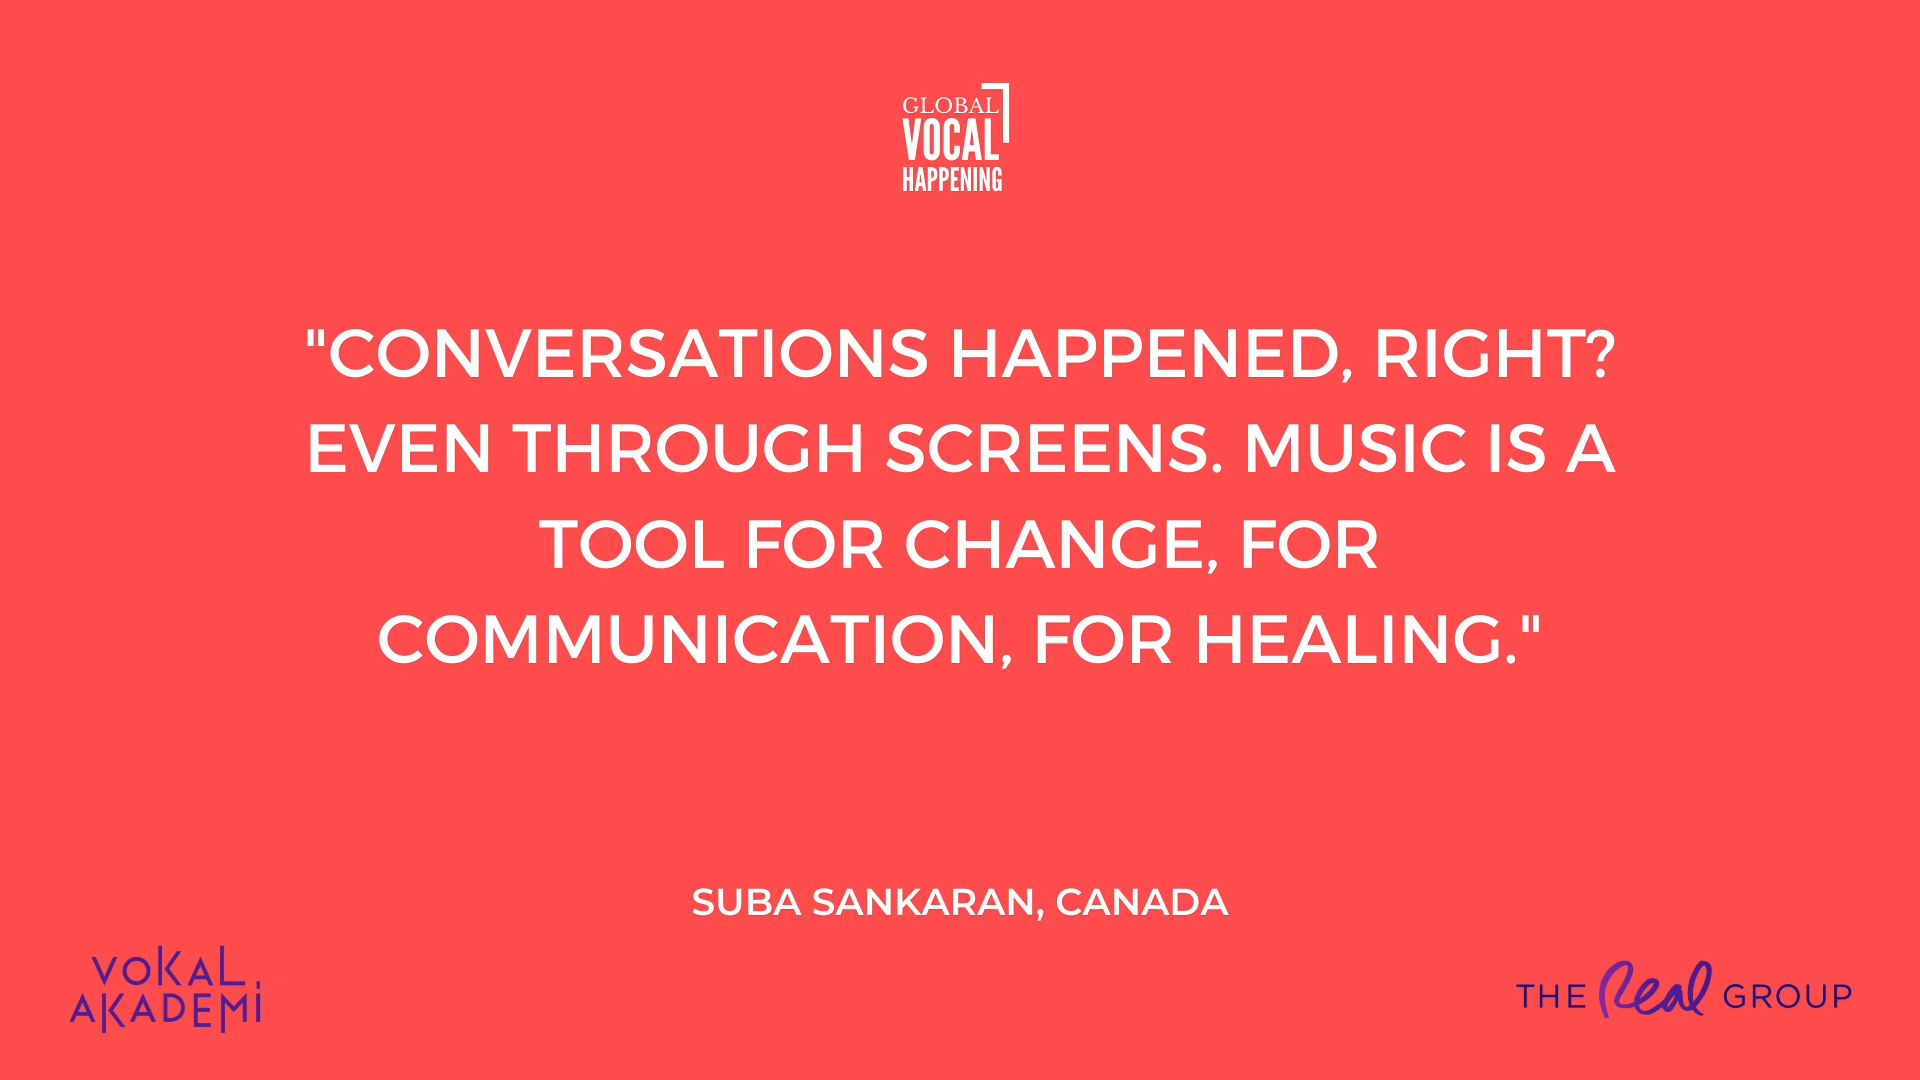 GLOBAL
VOCAL
HAPPENING
"CONVERSATIONS HAPPENED, RIGHT?
EVEN THROUGH SCREENS. MUSIC IS A
TOOL FOR CHANGE, FOR
COMMUNICATION, FOR HEALING."
SUBA SANKARAN, CANADA
VOKAL
AKADEMi
THE Real GROUP